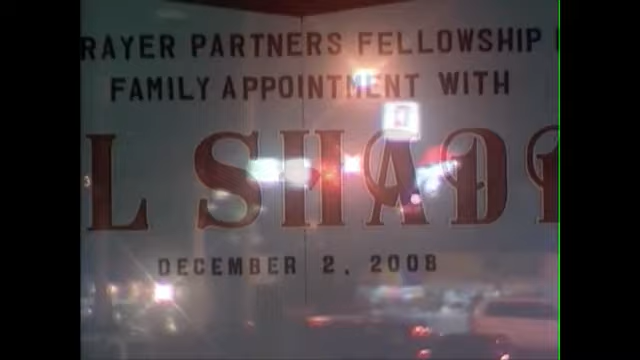 RAYER PARTNERS FELLOWSHIP
FAMILY APPOINTMENT WITH
L SHAD
DECEMBER 2, 2008